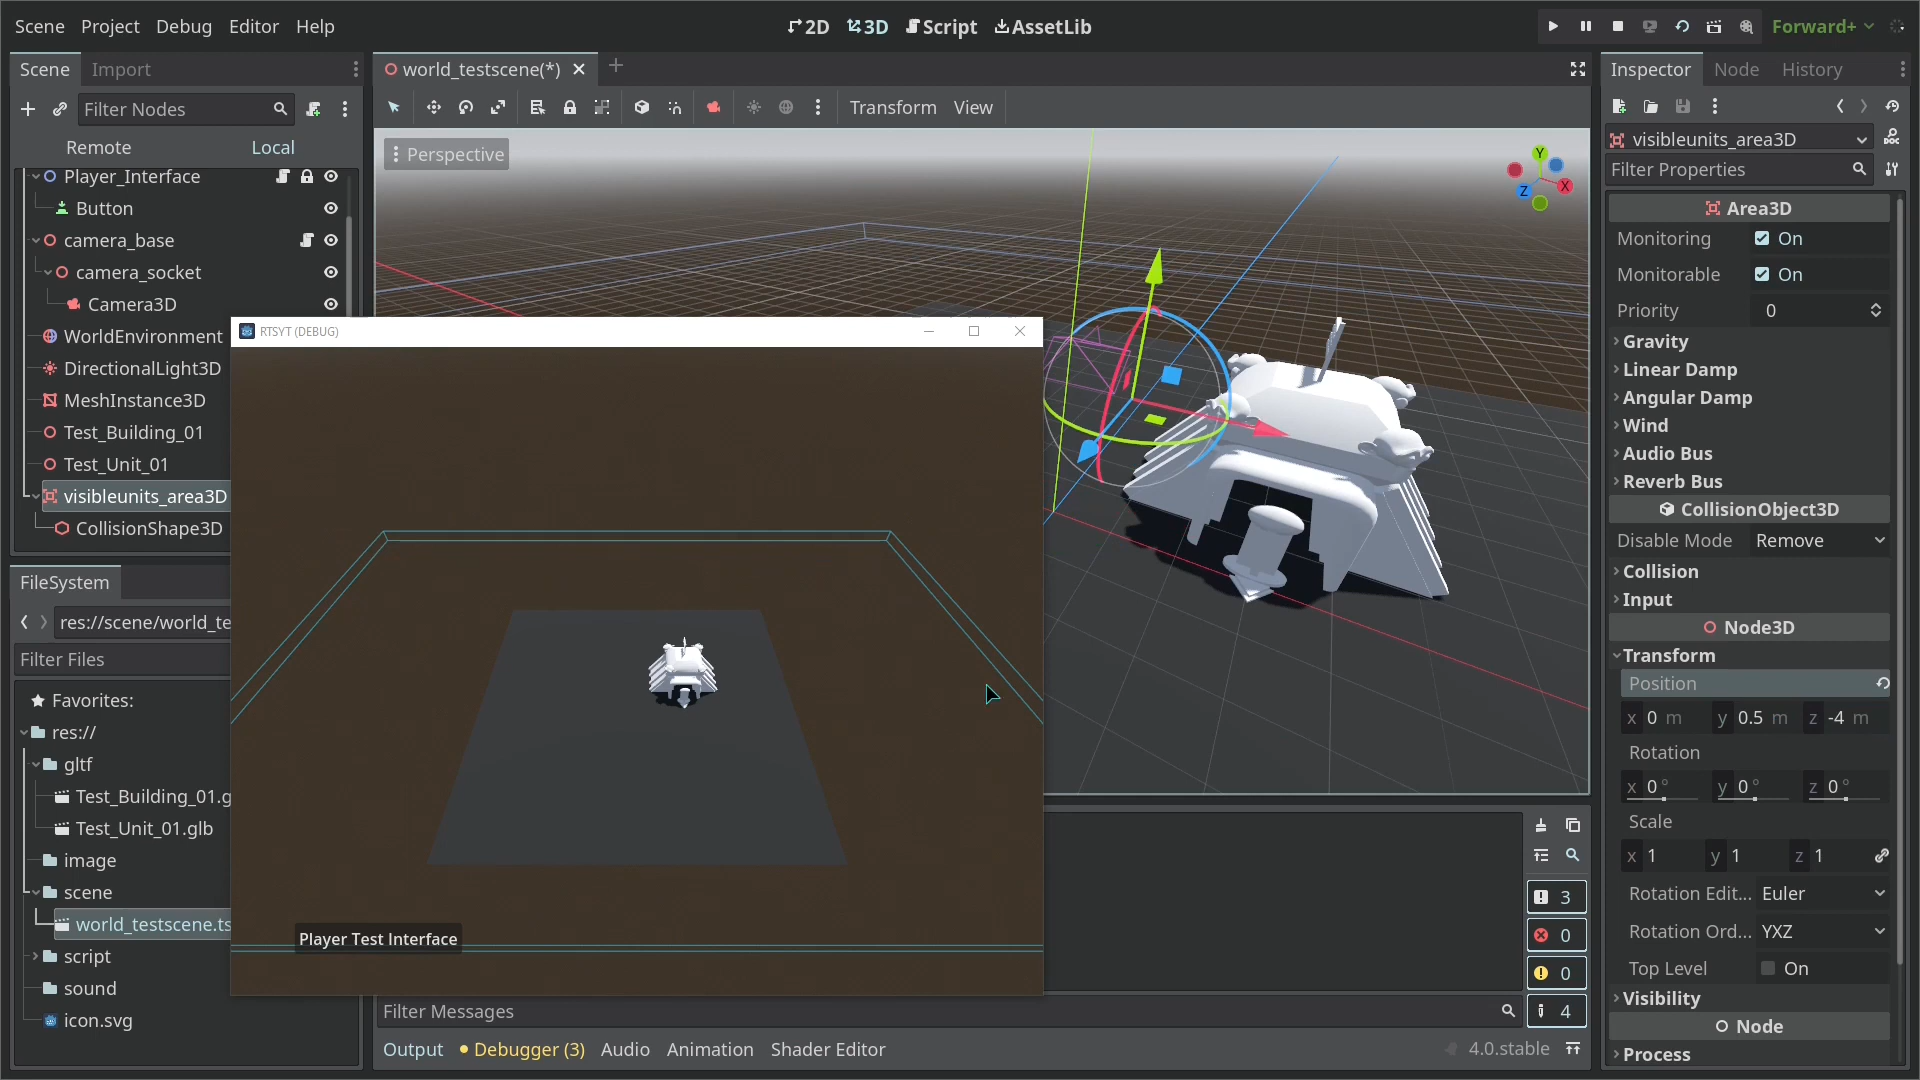 Scene Project Debug Editor Help
2D 3D Script AssetLib
Forward+
Scene Import
Filter Nodes
Remote Local
Player_Interface
Button
camera_base
camera_socket
Camera3D
WorldEnvironment
DirectionalLight3D
MeshInstance3D
Test_Building_01
Test_Unit_01
visibleunits_area3D
CollisionShape3D
FileSystem
res://scene/world_te
Filter Files
Favorites:
res://
gltf
Test_Building_01.g
Test_Unit_01.glb
image
scene
world_testscene.ts
script
sound
icon.svg
world_testscene(*)
Transform View
Perspective
Y
X
Z
RTSYT (DEBUG)
Player Test Interface
3
0
0
4
Filter Messages
Output Debugger (3) Audio Animation Shader Editor
4.0.stable
Inspector Node History
visibleunits_area3D
Filter Properties
Area3D
Monitoring On
Monitorable On
Priority 0
Gravity
Linear Damp
Angular Damp
Wind
Audio Bus
Reverb Bus
CollisionObject3D
Disable Mode Remove
Collision
Input
Node3D
Transform
Position
x 0 m y 0.5 m z -4 m
Rotation
x 0 ° y 0 ° z 0 °
Scale
x 1 y 1 z 1
Rotation Edit... Euler
Rotation Ord... YXZ
Top Level On
Visibility
Node
Process